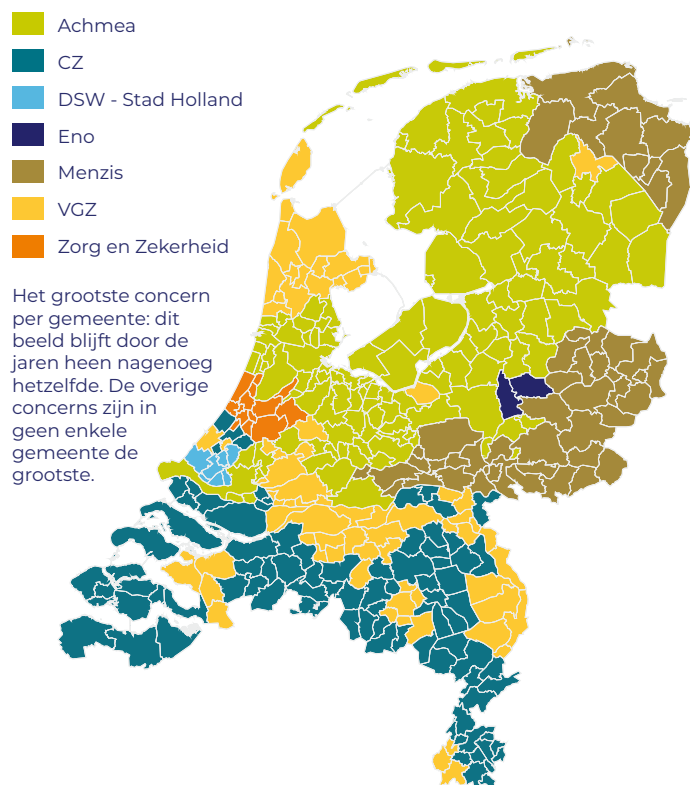 Achmea
CZ
DSW - Stad Holland
Eno
Menzis
VGZ
Zorg en Zekerheid
Het grootste concern
per gemeente: dit
beeld blijft door de
jaren heen nagenoeg
hetzelfde. De overige
concerns zijn in
geen enkele
gemeente de
grootste.